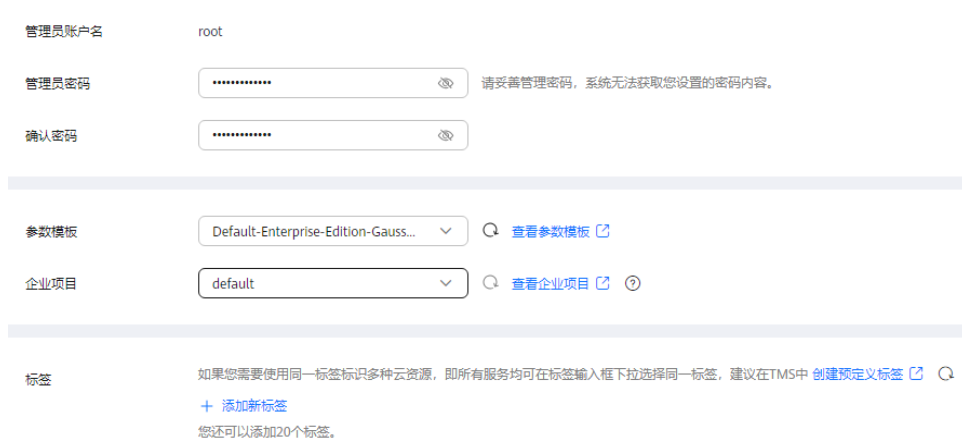 管理员账户名 root
管理员密码 ••••••••••••• 请妥善管理密码，系统无法获取您设置的密码内容。
确认密码 •••••••••••••
参数模板 Default-Enterprise-Edition-Gauss... 查看参数模板
企业项目 default 查看企业项目
标签 如果您需要使用同一标签标识多种云资源，即所有服务均可在标签输入框下拉选择同一标签，建议在TMS中 创建预定义标签
+ 添加新标签
您还可以添加20个标签。